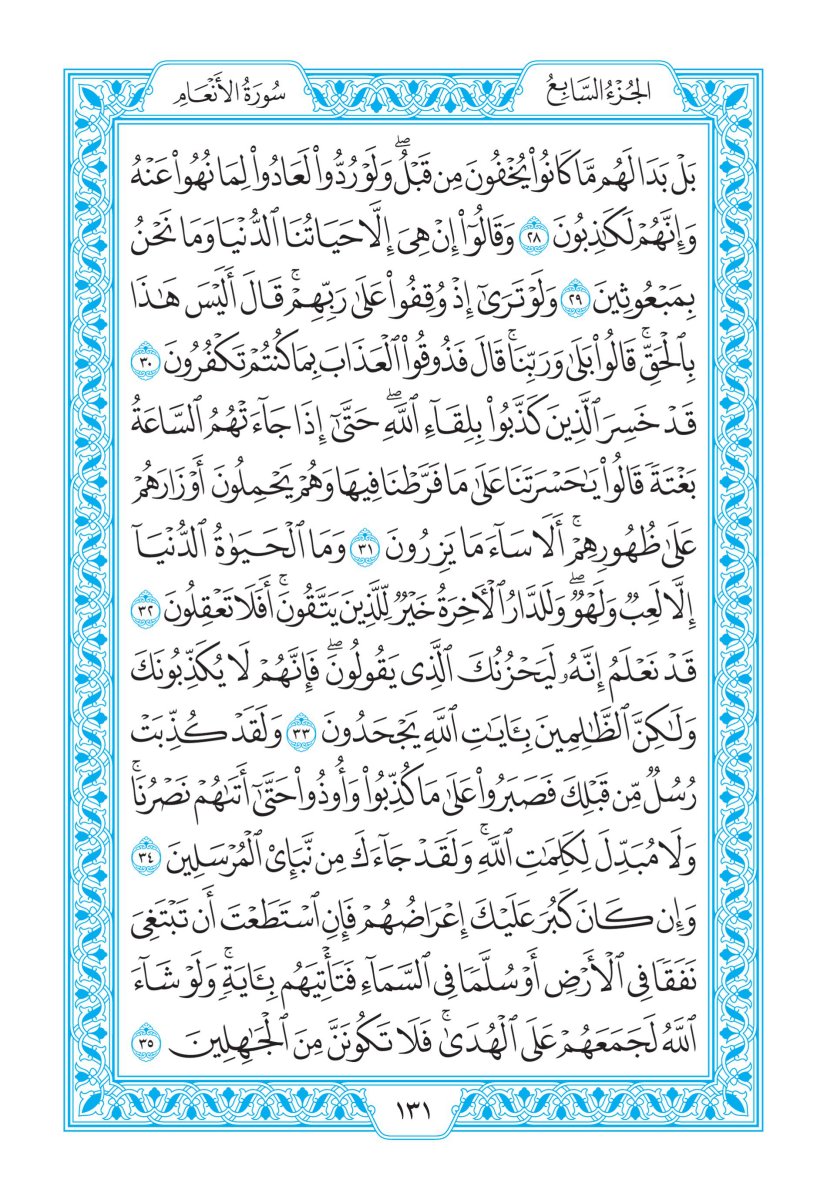 الجُزْءُ السَّابِعُ
سُورَةُ الأَنْعَامِ
بَلْ بَدَا لَهُم مَّا كَانُوا۟ يُخْفُونَ مِن قَبْلُۖ وَلَوْ رُدُّوا۟ لَعَادُوا۟ لِمَا نُهُوا۟ عَنْهُ
وَإِنَّهُمْ لَكَٰذِبُونَ ٢٨ وَقَالُوٓا۟ إِنْ هِىَ إِلَّا حَيَاتُنَا ٱلدُّنْيَا وَمَا نَحْنُ
بِمَبْعُوثِينَ ٢٩ وَلَوْ تَرَىٰٓ إِذْ وُقِفُوا۟ عَلَىٰ رَبِّهِمْۚ قَالَ أَلَيْسَ هَٰذَا
بِٱلْحَقِّۚ قَالُوا۟ بَلَىٰ وَرَبِّنَاۚ قَالَ فَذُوقُوا۟ ٱلْعَذَابَ بِمَا كُنتُمْ تَكْفُرُونَ ٣٠
قَدْ خَسِرَ ٱلَّذِينَ كَذَّبُوا۟ بِلِقَآءِ ٱللَّهِۖ حَتَّىٰٓ إِذَا جَآءَتْهُمُ ٱلسَّاعَةُ
بَغْتَةً قَالُوا۟ يَٰحَسْرَتَنَا عَلَىٰ مَا فَرَّطْنَا فِيهَا وَهُمْ يَحْمِلُونَ أَوْزَارَهُمْ
عَلَىٰ ظُهُورِهِمْۚ أَلَا سَآءَ مَا يَزِرُونَ ٣١ وَمَا ٱلْحَيَوٰةُ ٱلدُّنْيَآ
إِلَّا لَعِبٌ وَلَهْوٌۖ وَلَلدَّارُ ٱلْءَاخِرَةُ خَيْرٌ لِّلَّذِينَ يَتَّقُونَۚ أَفَلَا تَعْقِلُونَ ٣٢
قَدْ نَعْلَمُ إِنَّهُۥ لَيَحْزُنُكَ ٱلَّذِى يَقُولُونَۖ فَإِنَّهُمْ لَا يُكَذِّبُونَكَ
وَلَٰكِنَّ ٱلظَّٰلِمِينَ بِـَٔايَٰتِ ٱللَّهِ يَجْحَدُونَ ٣٣ وَلَقَدْ كُذِّبَتْ
رُسُلٌ مِّن قَبْلِكَ فَصَبَرُوا۟ عَلَىٰ مَا كُذِّبُوا۟ وَأُوذُوا۟ حَتَّىٰٓ أَتَىٰهُمْ نَصْرُنَاۚ
وَلَا مُبَدِّلَ لِكَلِمَٰتِ ٱللَّهِۚ وَلَقَدْ جَآءَكَ مِن نَّبَإِى۟ ٱلْمُرْسَلِينَ ٣٤
وَإِن كَانَ كَبُرَ عَلَيْكَ إِعْرَاضُهُمْ فَإِنِ ٱسْتَطَعْتَ أَن تَبْتَغِىَ
نَفَقًا فِى ٱلْأَرْضِ أَوْ سُلَّمًا فِى ٱلسَّمَآءِ فَتَأْتِيَهُم بِـَٔايَةٍۚ وَلَوْ شَآءَ
ٱللَّهُ لَجَمَعَهُمْ عَلَى ٱلْهُدَىٰۚ فَلَا تَكُونَنَّ مِنَ ٱلْجَٰهِلِينَ ٣٥
١٣١